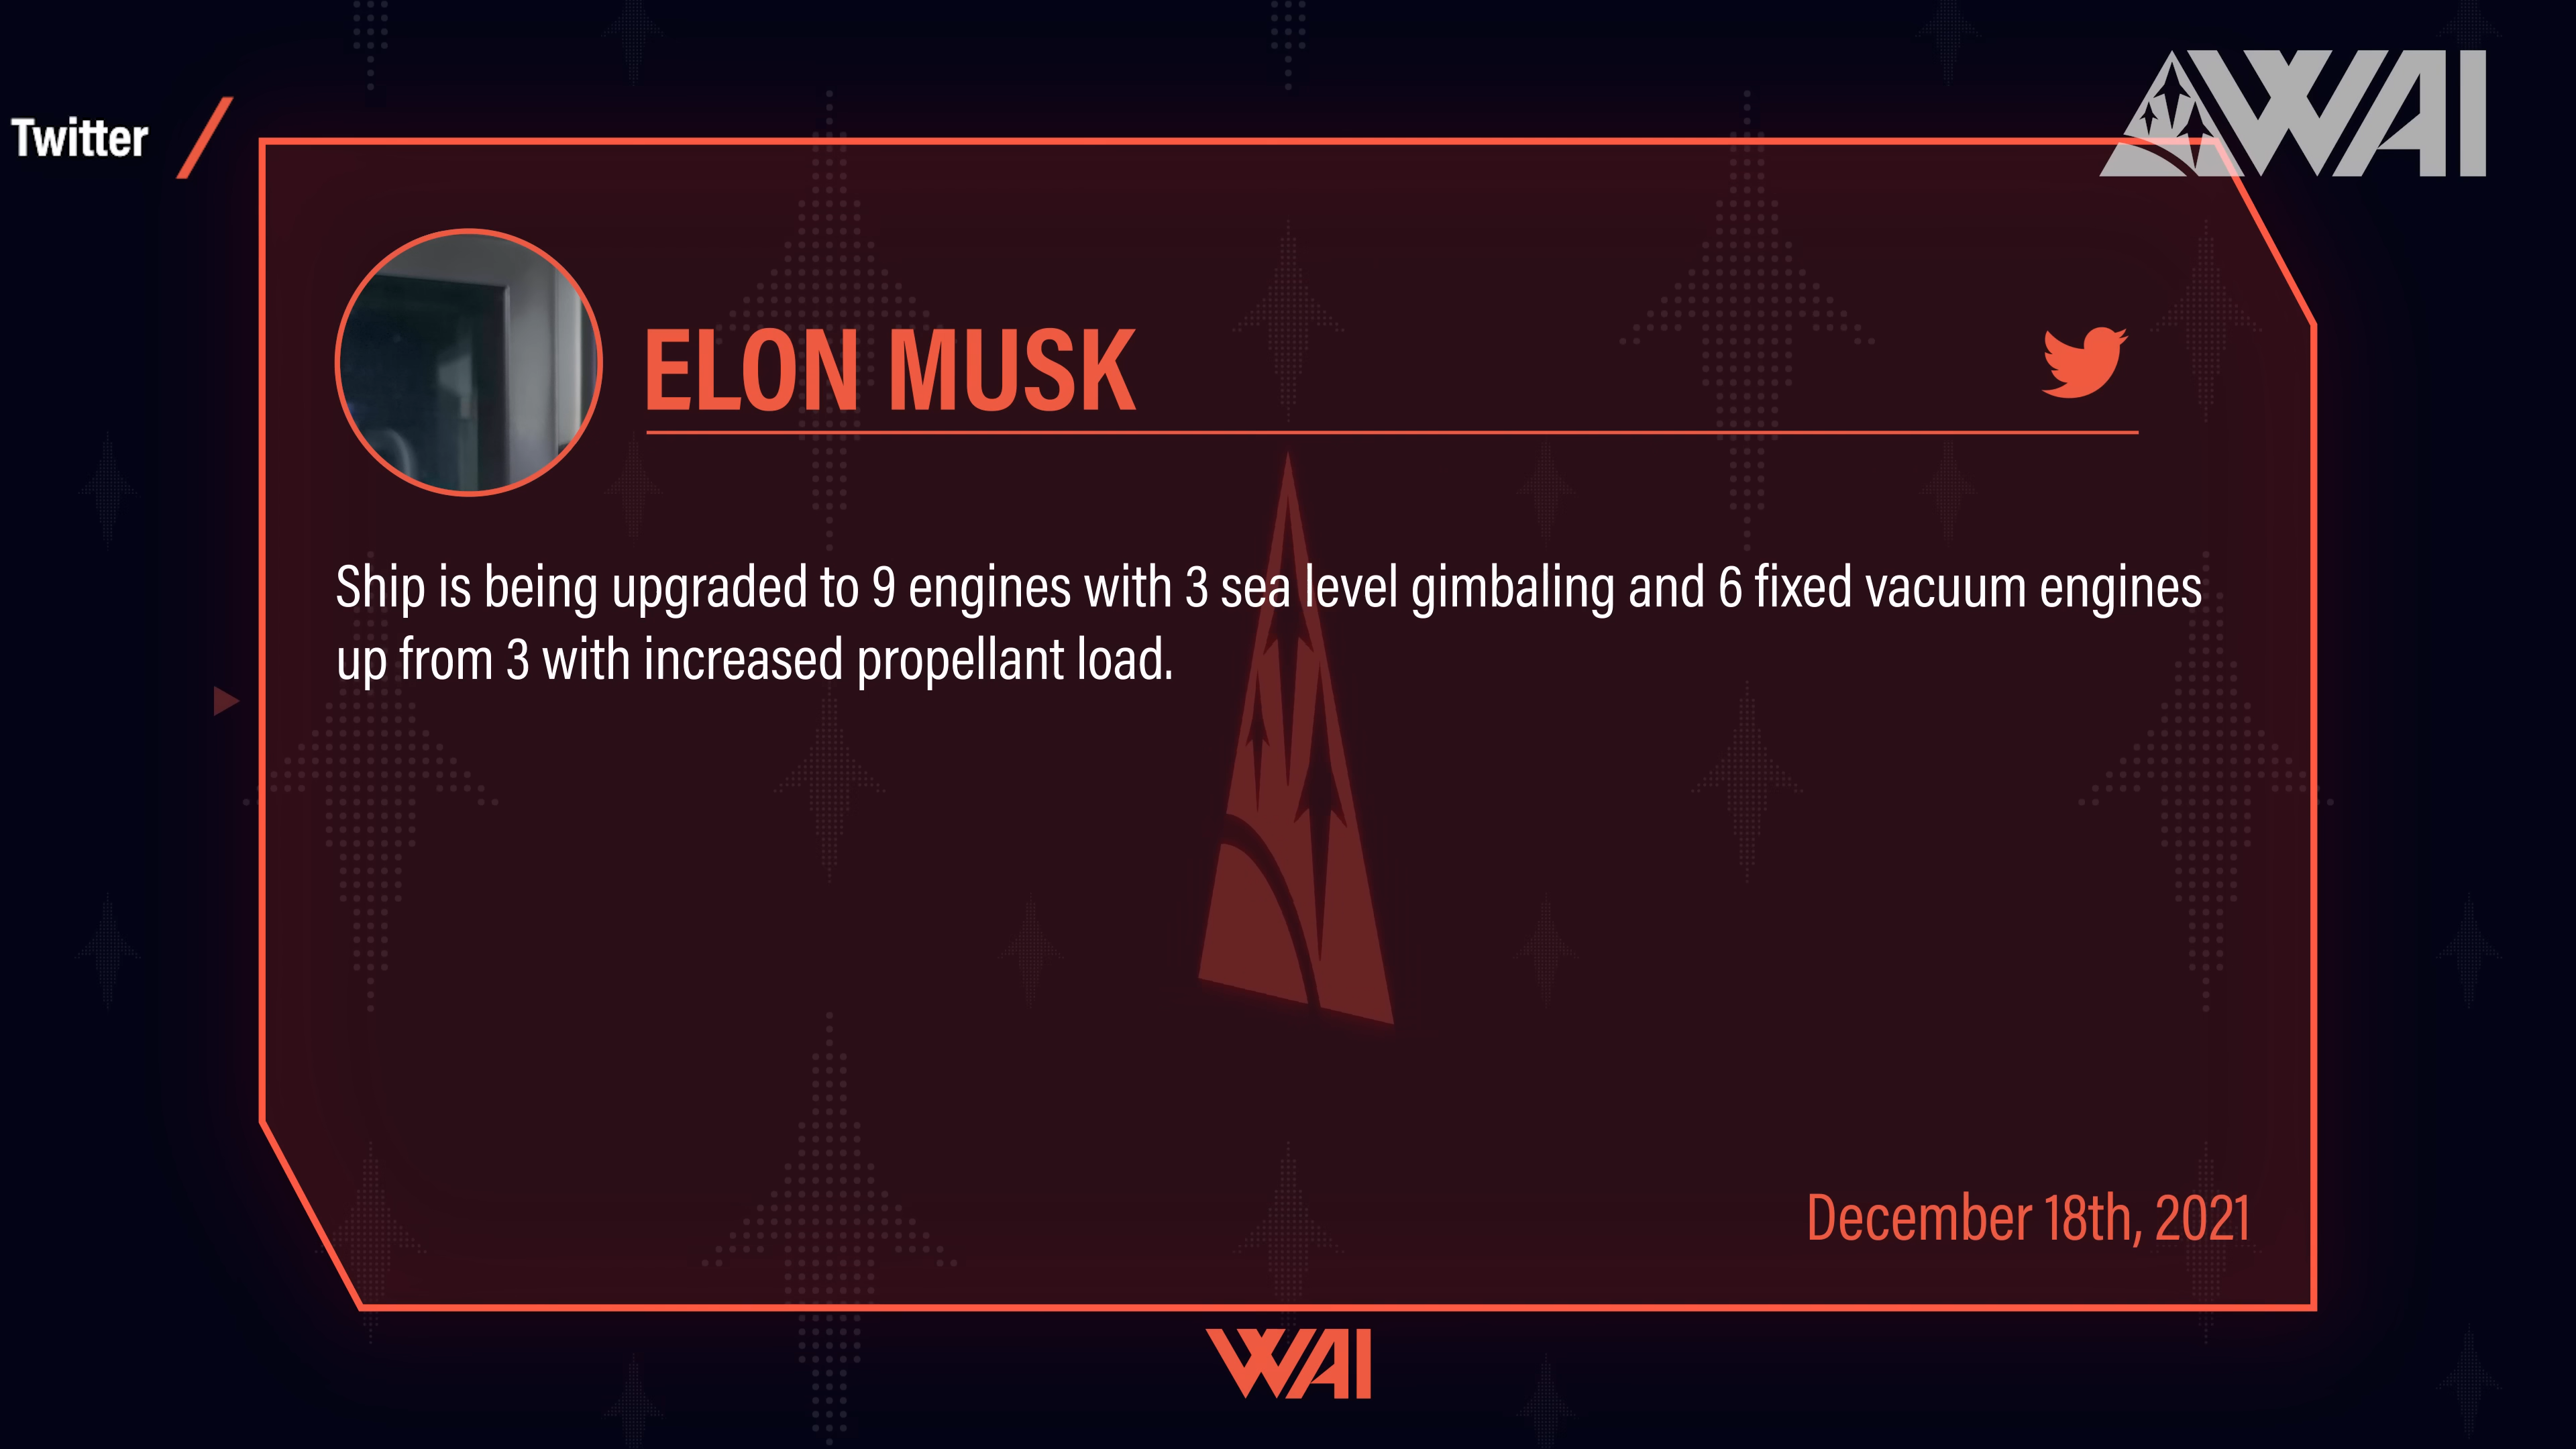 WAI
Twitter
ELON MUSK
Ship is being upgraded to 9 engines with 3 sea level gimbaling and 6 fixed vacuum engines
up from 3 with increased propellant load.
December 18th, 2021
WAI